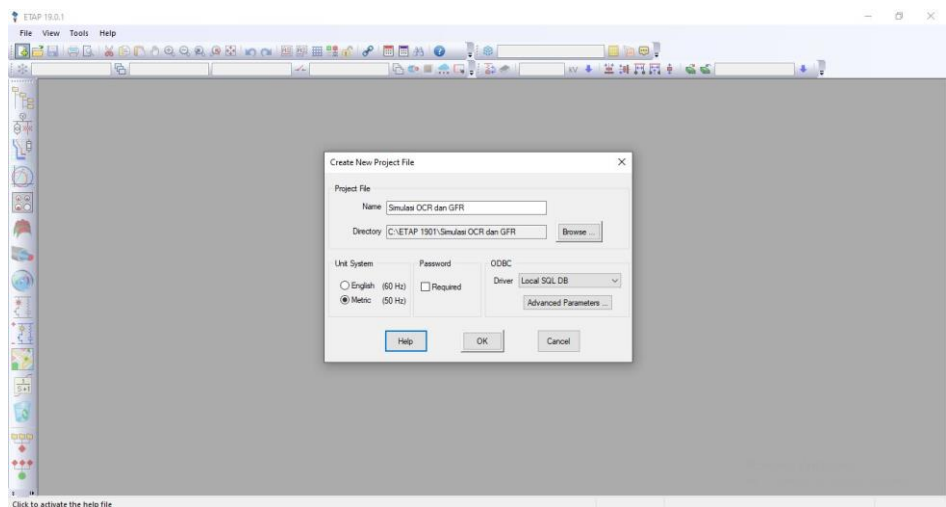 ETAP 19.0.1
File View Tools Help
kV
Create New Project File
Project File
Name Simulasi OCR dan GFR
Directory C:\ETAP 1901\Simulasi OCR dan GFR Browse ...
Unit System Password ODBC
English (60 Hz) Required Driver Local SQL DB
Metric (50 Hz) Advanced Parameters ...
Help OK Cancel
Click to activate the help file